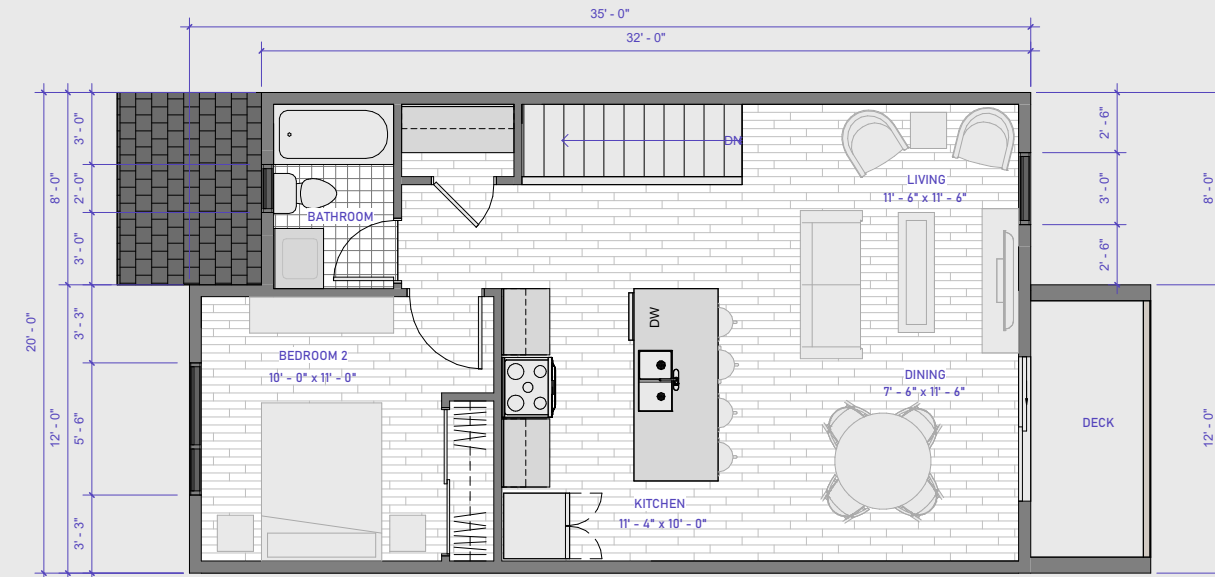 35' - 0"
32' - 0"
3' - 0"
2' - 0"
3' - 0"
8' - 0"
20' - 0"
3' - 3"
5' - 6"
3' - 3"
12' - 0"
BATHROOM
DN
LIVING
11' - 6" x 11' - 6"
2' - 6"
3' - 0"
2' - 6"
8' - 0"
BEDROOM 2
10' - 0" x 11' - 0"
DW
DINING
7' - 6" x 11' - 6"
DECK
12' - 0"
KITCHEN
11' - 4" x 10' - 0"